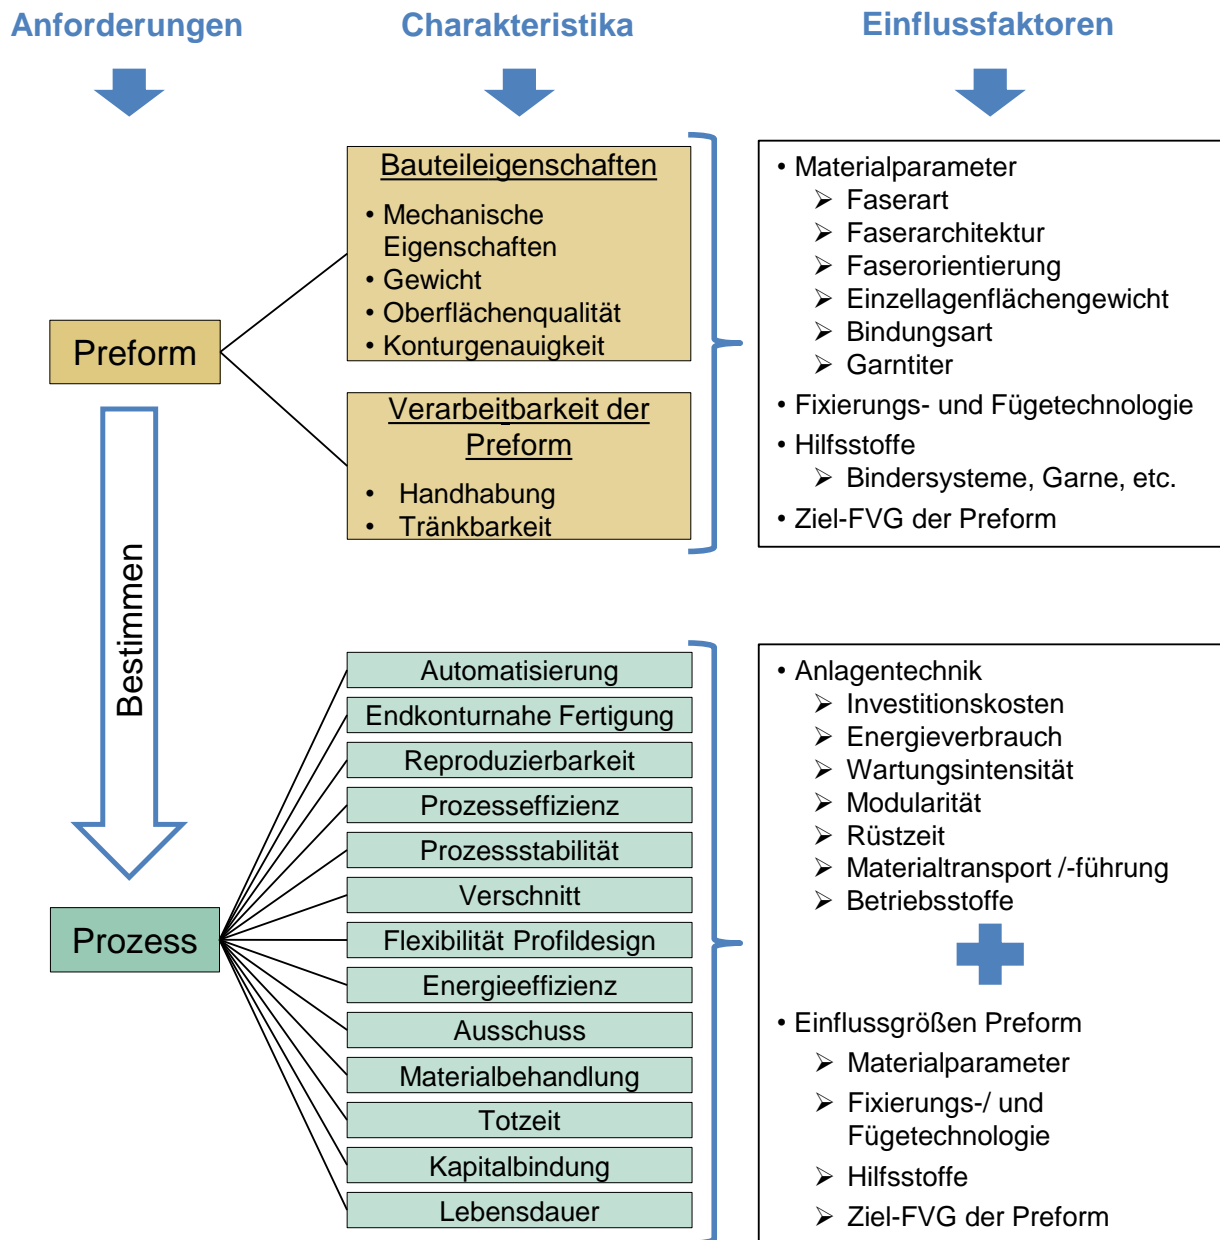 Anforderungen
Charakteristika
Einflussfaktoren
Preform
Bauteileigenschaften
• Mechanische
Eigenschaften
• Gewicht
• Oberflächenqualität
• Konturgenauigkeit
Verarbeitbarkeit der
Preform
• Handhabung
• Tränkbarkeit
• Materialparameter
➢ Faserart
➢ Faserarchitektur
➢ Faserorientierung
➢ Einzellagenflächengewicht
➢ Bindungsart
➢ Garntiter
• Fixierungs- und Fügetechnologie
• Hilfsstoffe
➢ Bindersysteme, Garne, etc.
• Ziel-FVG der Preform
Bestimmen
Prozess
Automatisierung
Endkonturnahe Fertigung
Reproduzierbarkeit
Prozesseffizienz
Prozessstabilität
Verschnitt
Flexibilität Profildesign
Energieeffizienz
Ausschuss
Materialbehandlung
Totzeit
Kapitalbindung
Lebensdauer
• Anlagentechnik
➢ Investitionskosten
➢ Energieverbrauch
➢ Wartungsintensität
➢ Modularität
➢ Rüstzeit
➢ Materialtransport /-führung
➢ Betriebsstoffe
• Einflussgrößen Preform
➢ Materialparameter
➢ Fixierungs-/ und
Fügetechnologie
➢ Hilfsstoffe
➢ Ziel-FVG der Preform